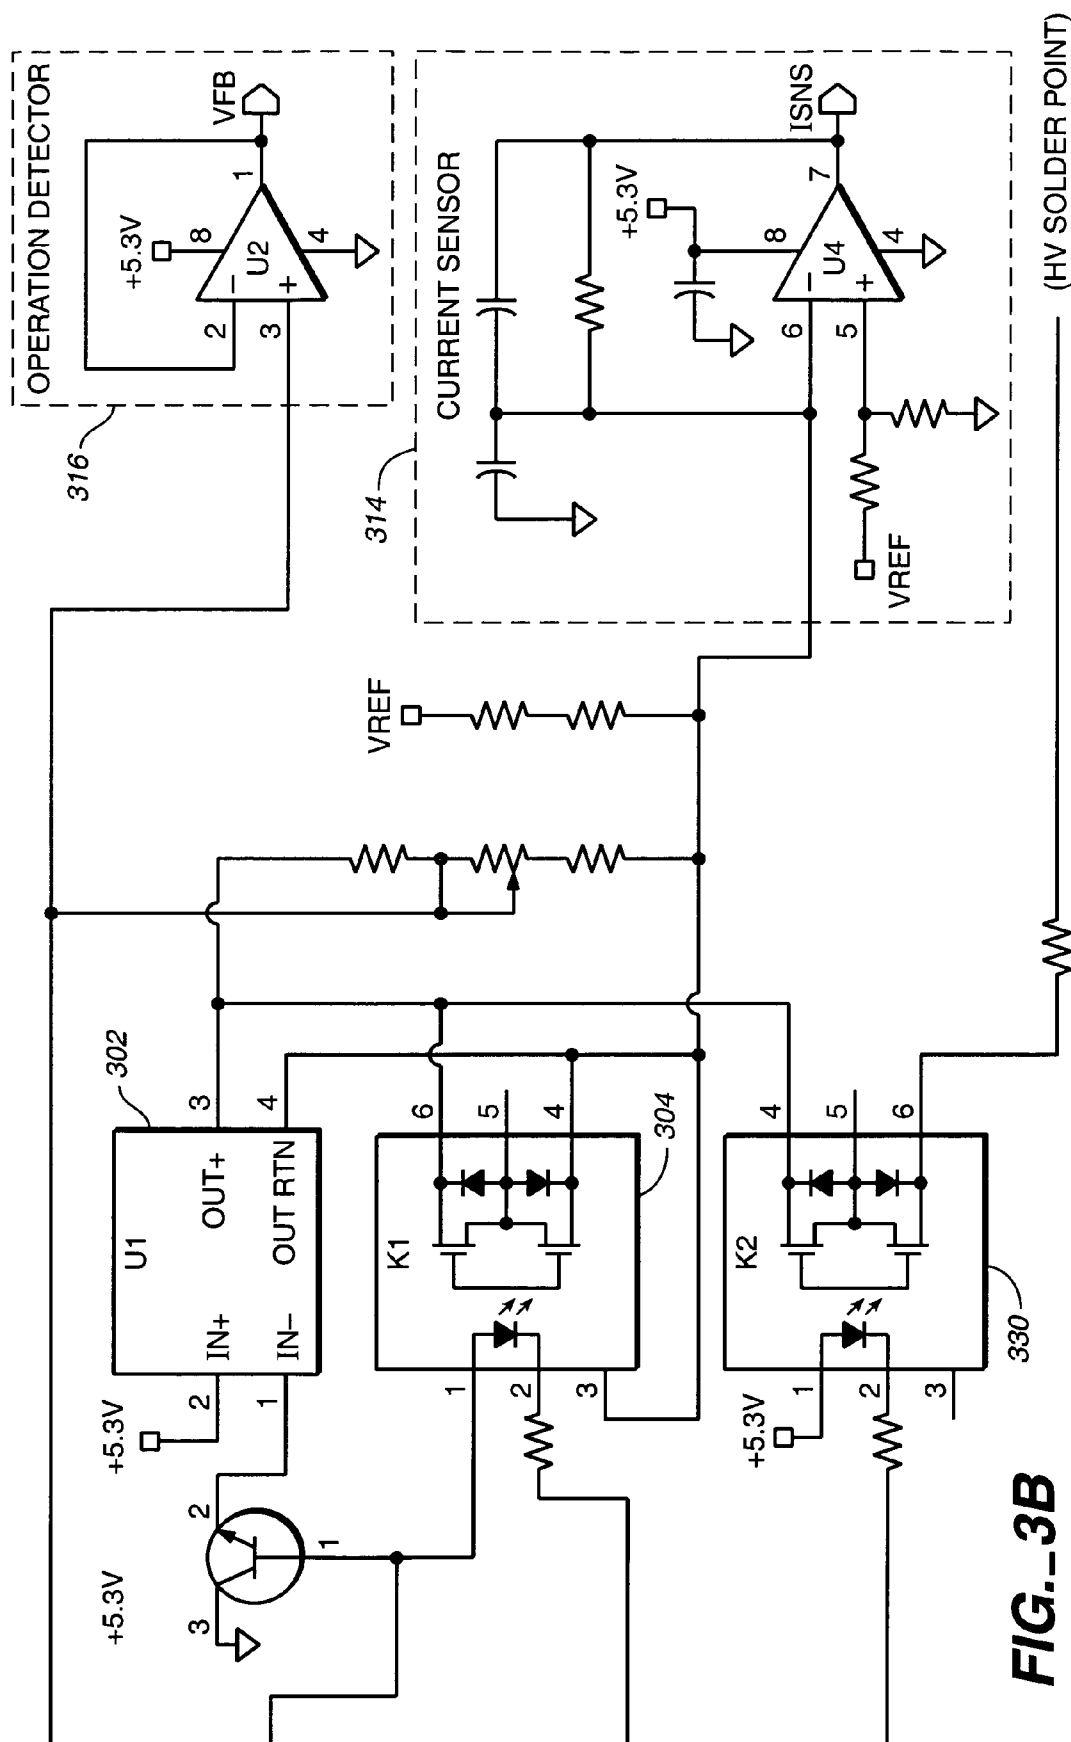 OPERATION DETECTOR
316
VFB
+5.3V
1
8
U2
4
2
3
−
+
CURRENT SENSOR
314
ISNS
+5.3V
7
8
U4
4
6
5
−
+
VREF
VREF
(HV SOLDER POINT)
302
U1
OUT+
OUT RTN
IN+
IN−
3
4
2
1
+5.3V
+5.3V
2
1
3
K1
304
6
5
4
1
2
3
K2
330
4
5
6
1
2
3
+5.3V
FIG._3B